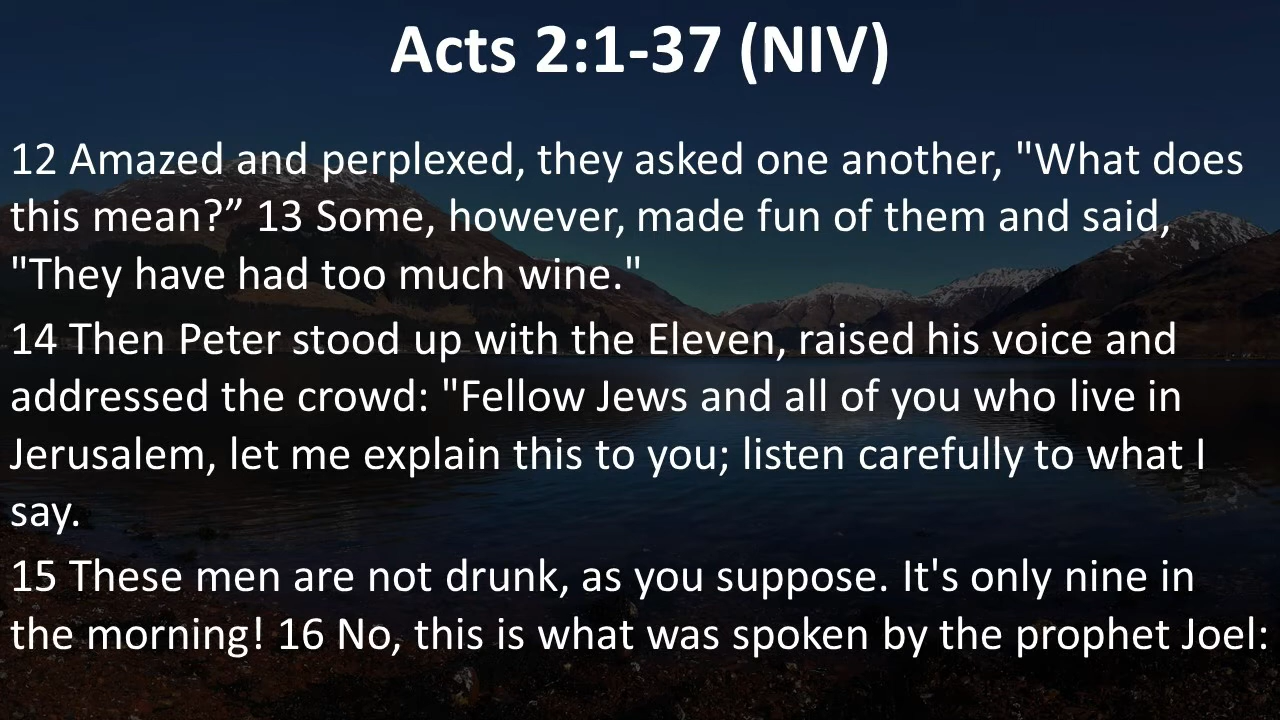 Acts 2:1-37 (NIV)
12 Amazed and perplexed, they asked one another, "What does
this mean?” 13 Some, however, made fun of them and said,
"They have had too much wine."
14 Then Peter stood up with the Eleven, raised his voice and
addressed the crowd: "Fellow Jews and all of you who live in
Jerusalem, let me explain this to you; listen carefully to what I
say.
15 These men are not drunk, as you suppose. It's only nine in
the morning! 16 No, this is what was spoken by the prophet Joel: